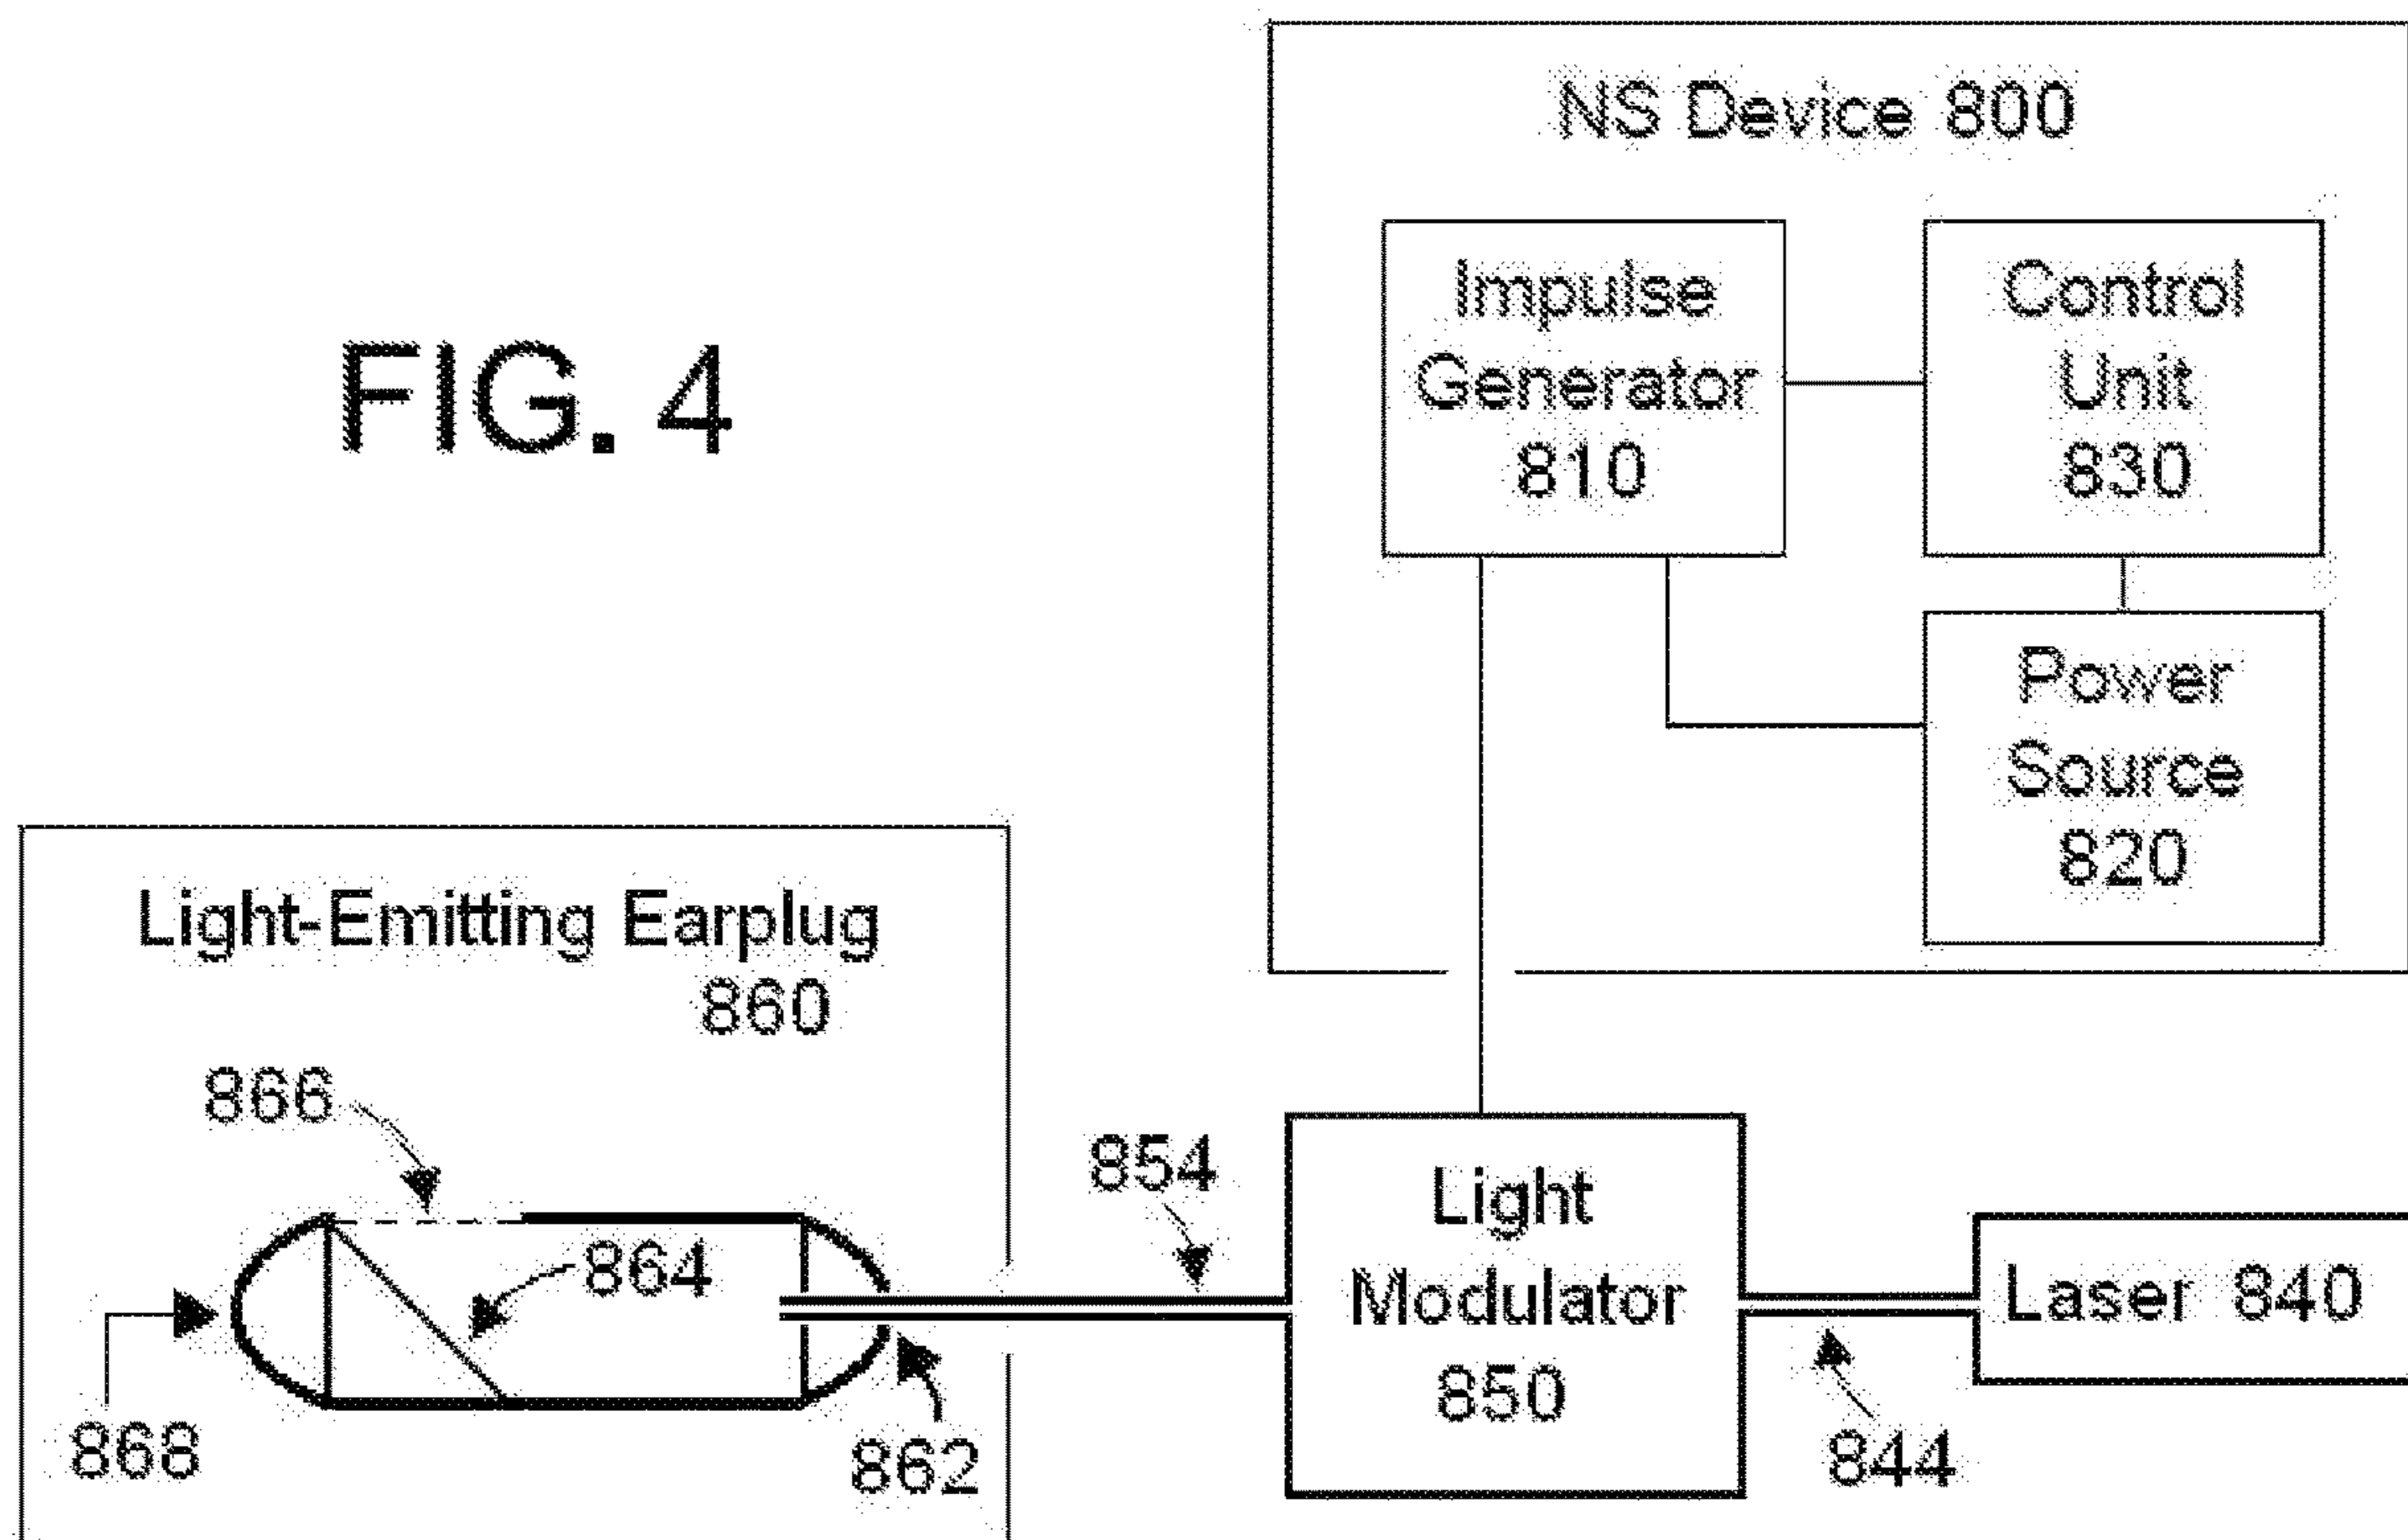 FIG. 4
NS Device 800
Impulse
Generator
810
Control
Unit
830
Power
Source
820
Light-Emitting Earplug
860
866
864
868
862
854
Light
Modulator
850
844
Laser 840